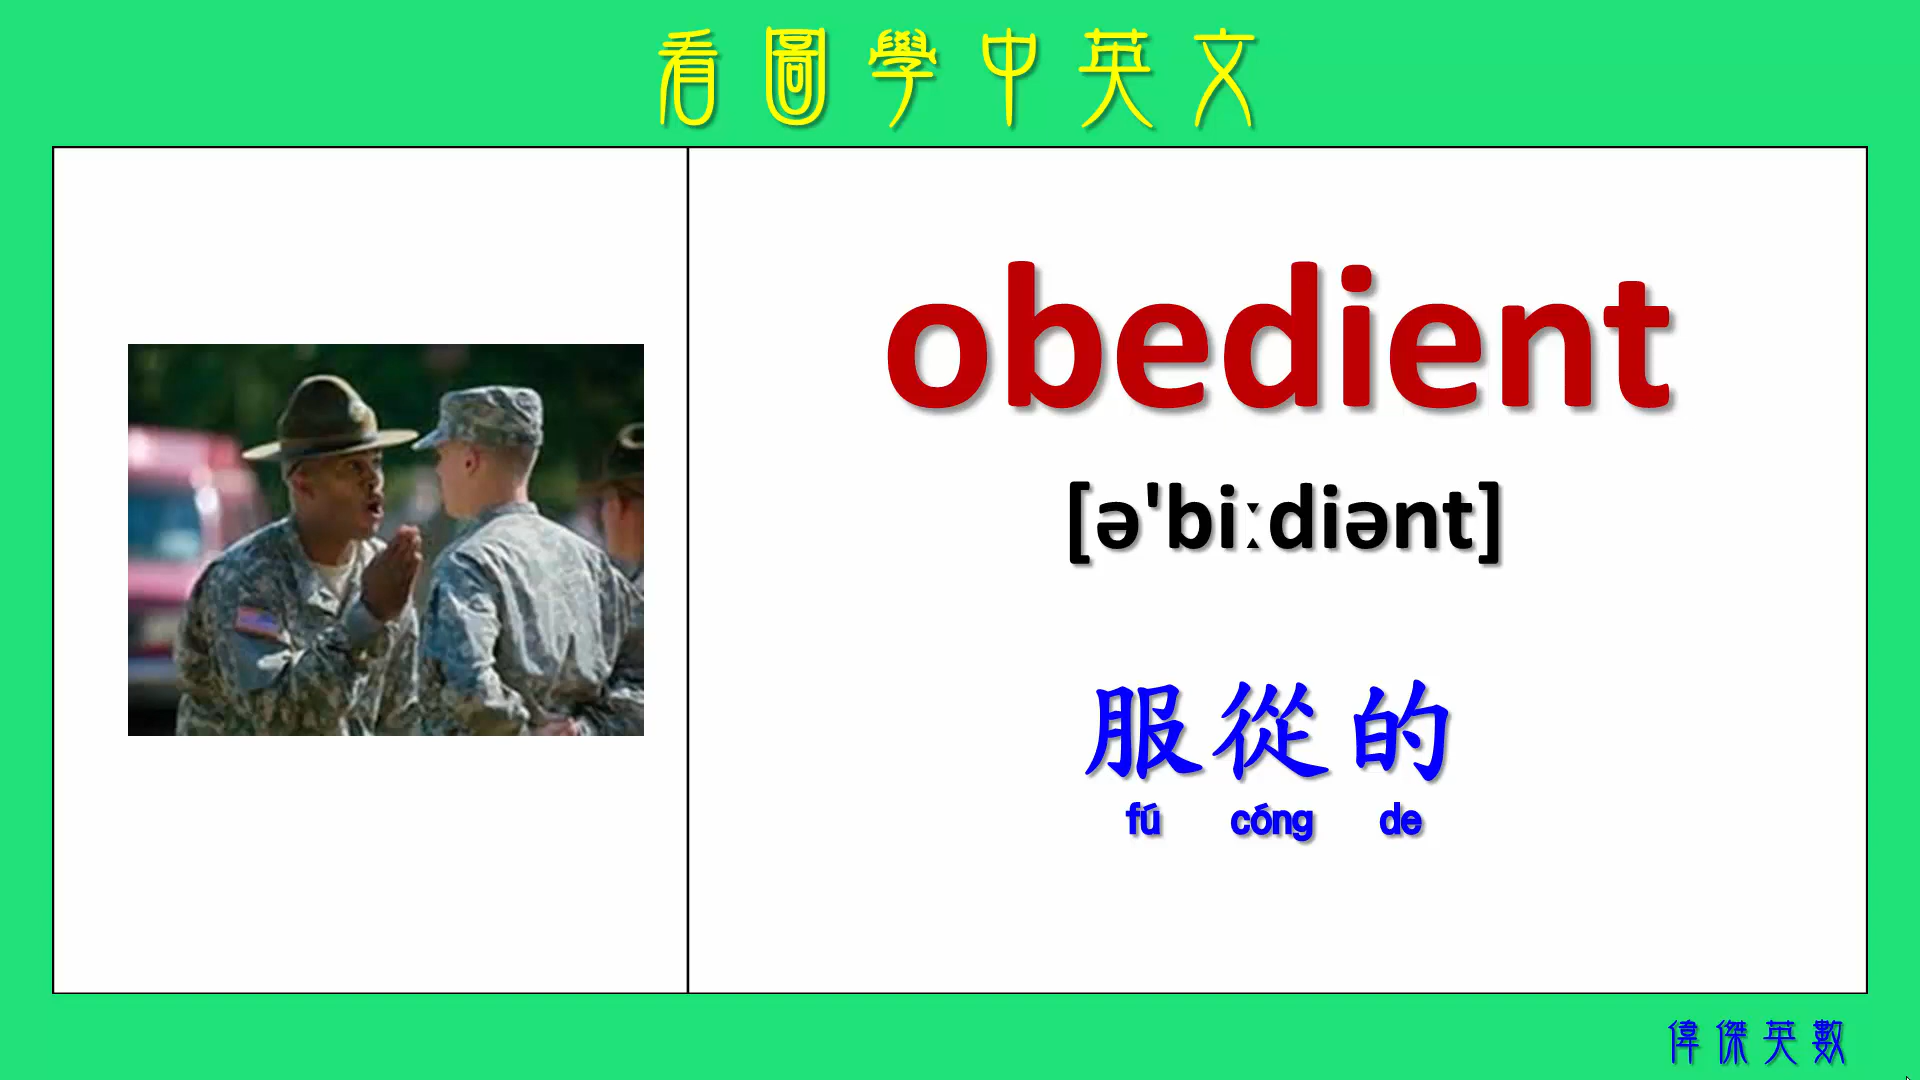 看圖學中英文
obedient
[ə'biːdiənt]
服從的
fú cóng de
偉傑英數